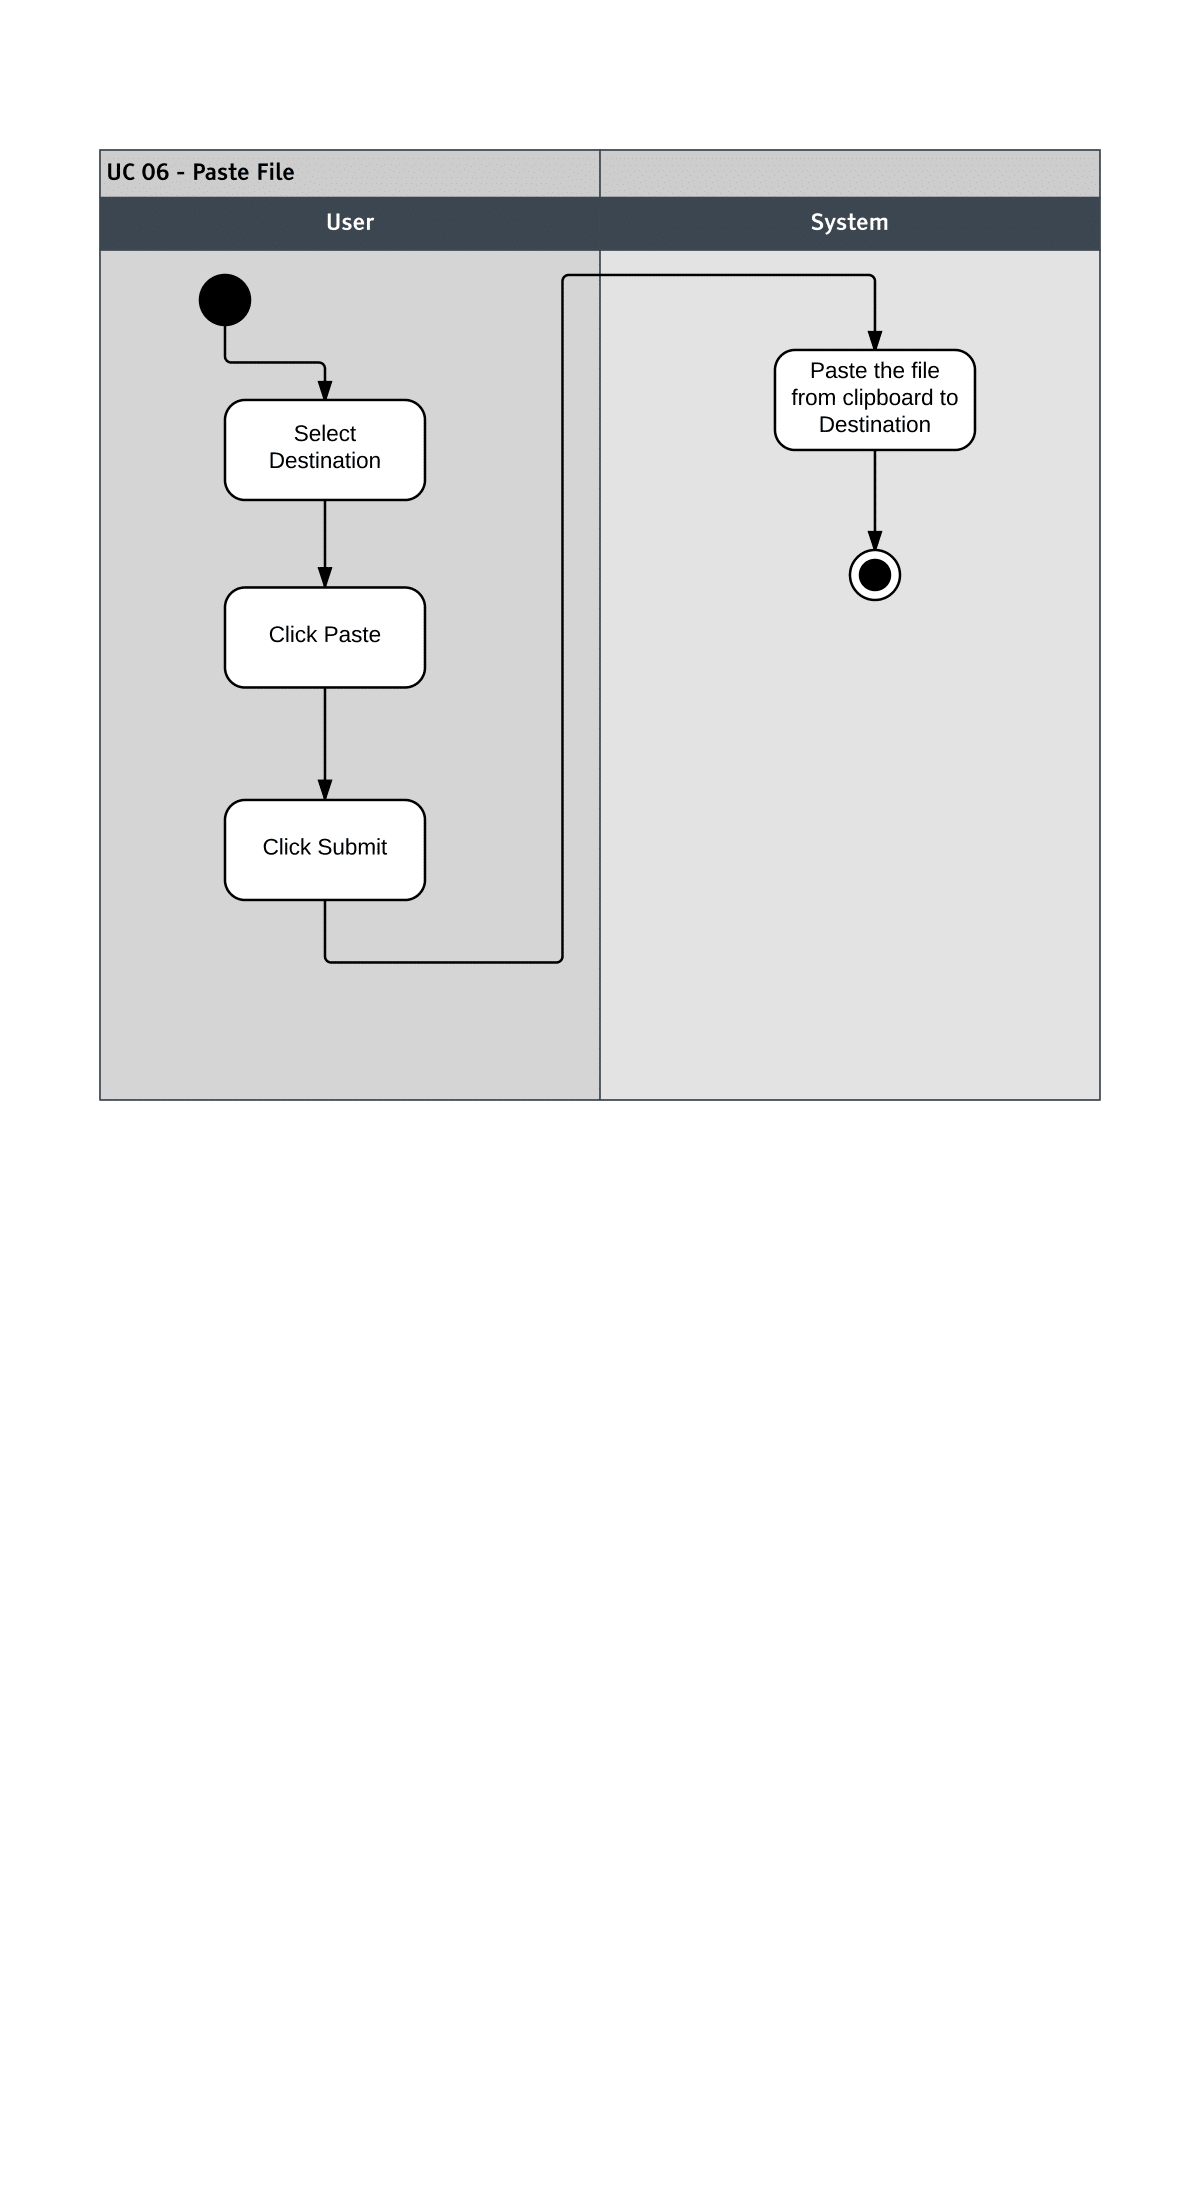 UC 06 - Paste File
User
System
Select
Destination
Click Paste
Click Submit
Paste the file
from clipboard to
Destination